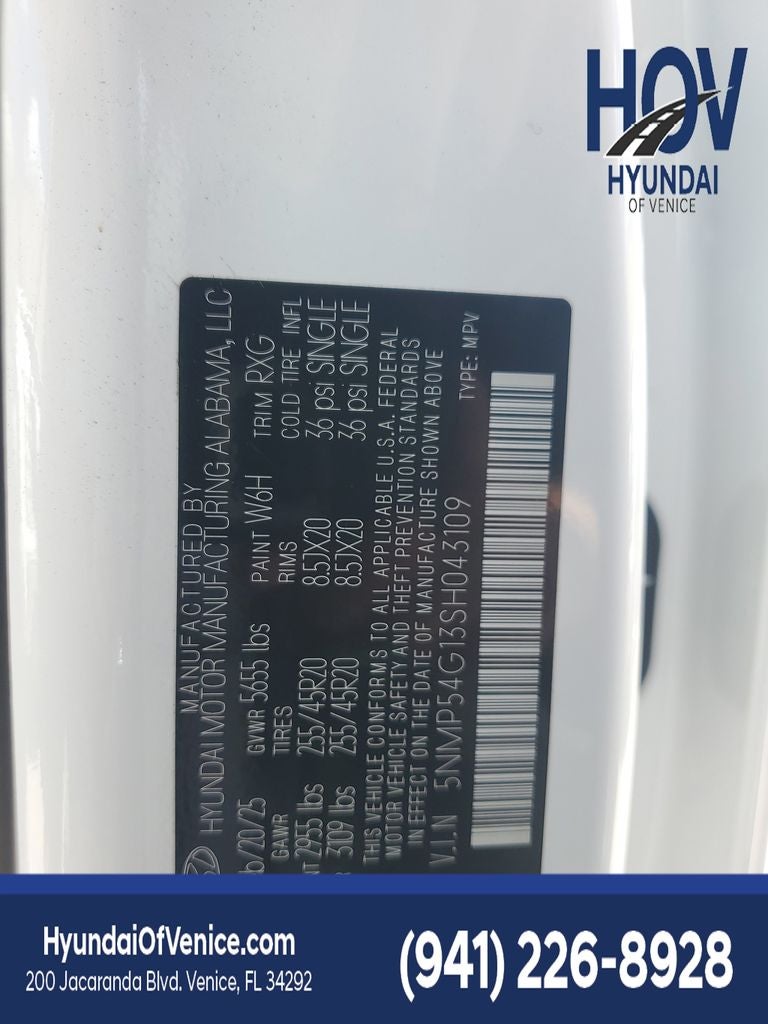 HOV
HYUNDAI
OF VENICE
MANUFACTURED BY
HYUNDAI MOTOR MANUFACTURING ALABAMA, LLC
/20/25 GVWR 5655 lbs PAINT W6H TRIM RXG
GAWR TIRES RIMS COLD TIRE INFL
2955 lbs 255/45R20 8.5JX20 36 psi SINGLE
3109 lbs 255/45R20 8.5JX20 36 psi SINGLE
THIS VEHICLE CONFORMS TO ALL APPLICABLE U.S.A. FEDERAL
MOTOR VEHICLE SAFETY AND THEFT PREVENTION STANDARDS
IN EFFECT ON THE DATE OF MANUFACTURE SHOWN ABOVE
V.I.N 5NMP54G13SH043109 TYPE: MPV
HyundaiOfVenice.com
200 Jacaranda Blvd. Venice, FL 34292
(941) 226-8928